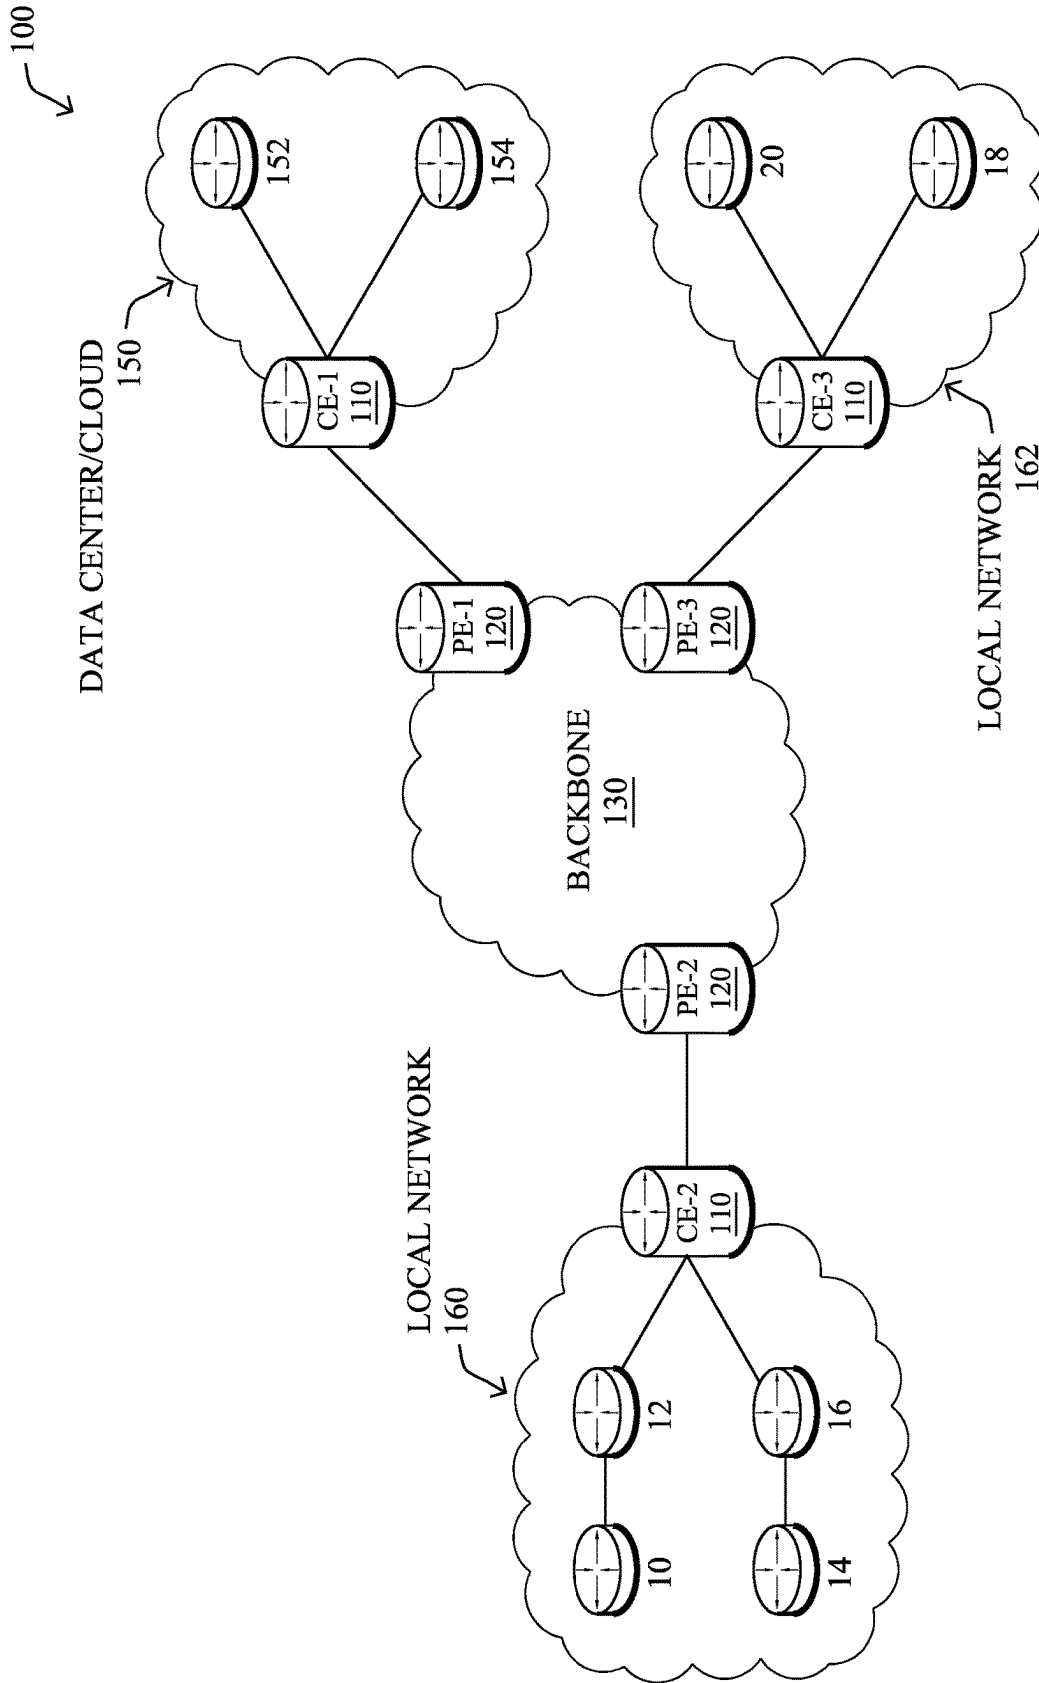 100
DATA CENTER/CLOUD
150
152
154
CE-1
110
PE-1
120
BACKBONE
130
PE-3
120
CE-3
110
20
18
LOCAL NETWORK
162
PE-2
120
CE-2
110
LOCAL NETWORK
160
10
12
14
16